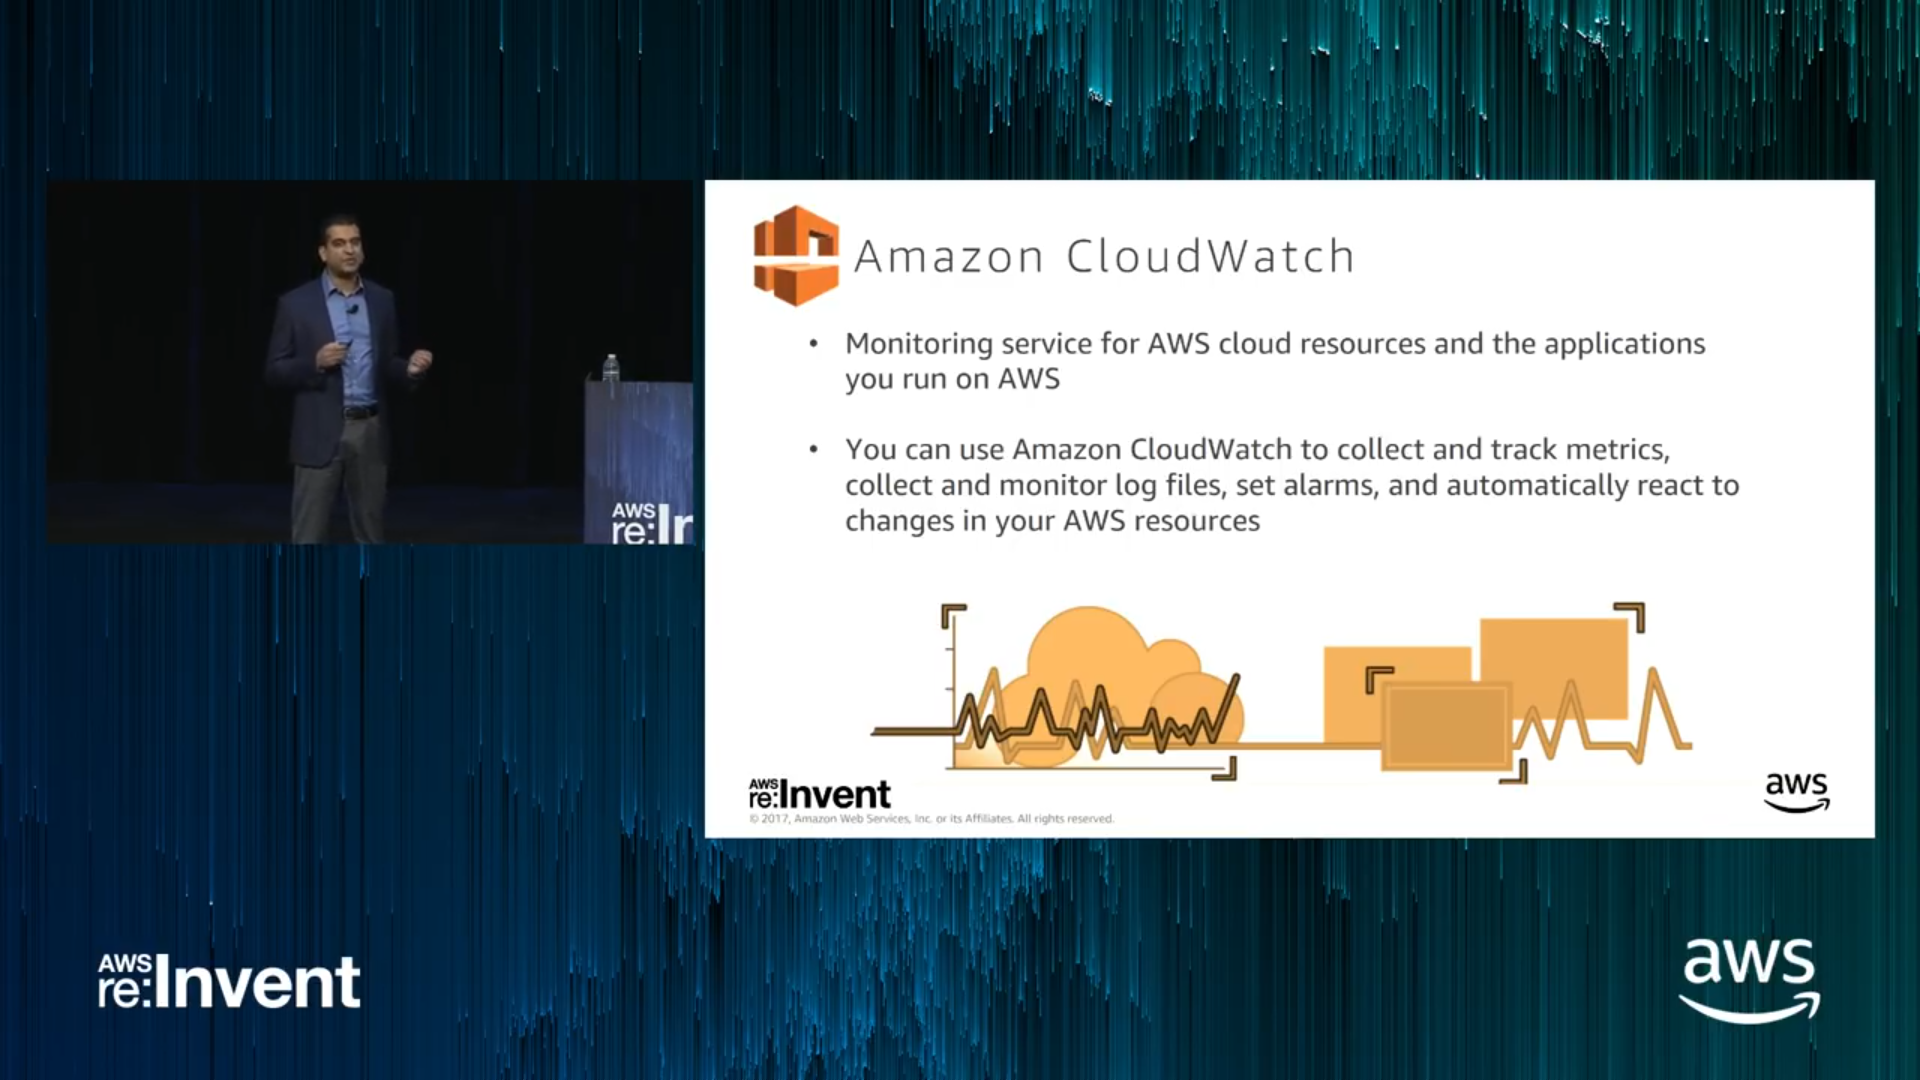 Amazon CloudWatch
• Monitoring service for AWS cloud resources and the applications
you run on AWS
• You can use Amazon CloudWatch to collect and track metrics,
collect and monitor log files, set alarms, and automatically react to
changes in your AWS resources
AWS
re:In
AWS
re:Invent
© 2017, Amazon Web Services, Inc. or its Affiliates. All rights reserved.
aws
AWS
re:Invent
aws